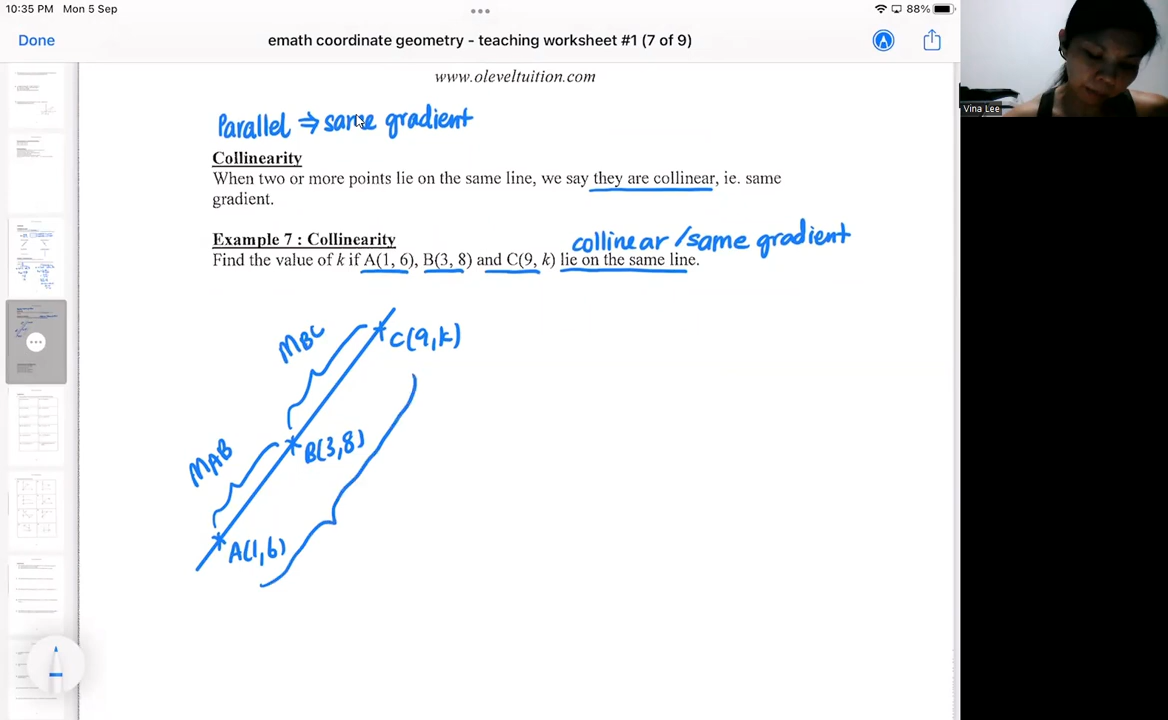 10:35 PM Mon 5 Sep
88%
Done
emath coordinate geometry - teaching worksheet #1 (7 of 9)
Vina Lee
www.oleveltuition.com
Parallel ⇒ same gradient
Collinearity
When two or more points lie on the same line, we say they are collinear, ie. same
gradient.
Example 7 : Collinearity
collinear/same gradient
Find the value of k if A(1, 6), B(3, 8) and C(9, k) lie on the same line.
MBC
C(9,k)
MAB
B(3,8)
A(1,6)